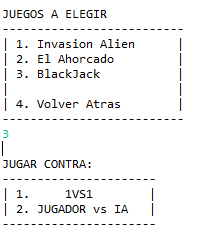 JUEGOS A ELEGIR
--------------------------
| 1. Invasion Alien      |
| 2. El Ahorcado         |
| 3. BlackJack           |
|                        |
| 4. Volver Atras        |
--------------------------
3
JUGAR CONTRA:
----------------------
| 1.     1VS1        |
| 2. JUGADOR vs IA   |
----------------------